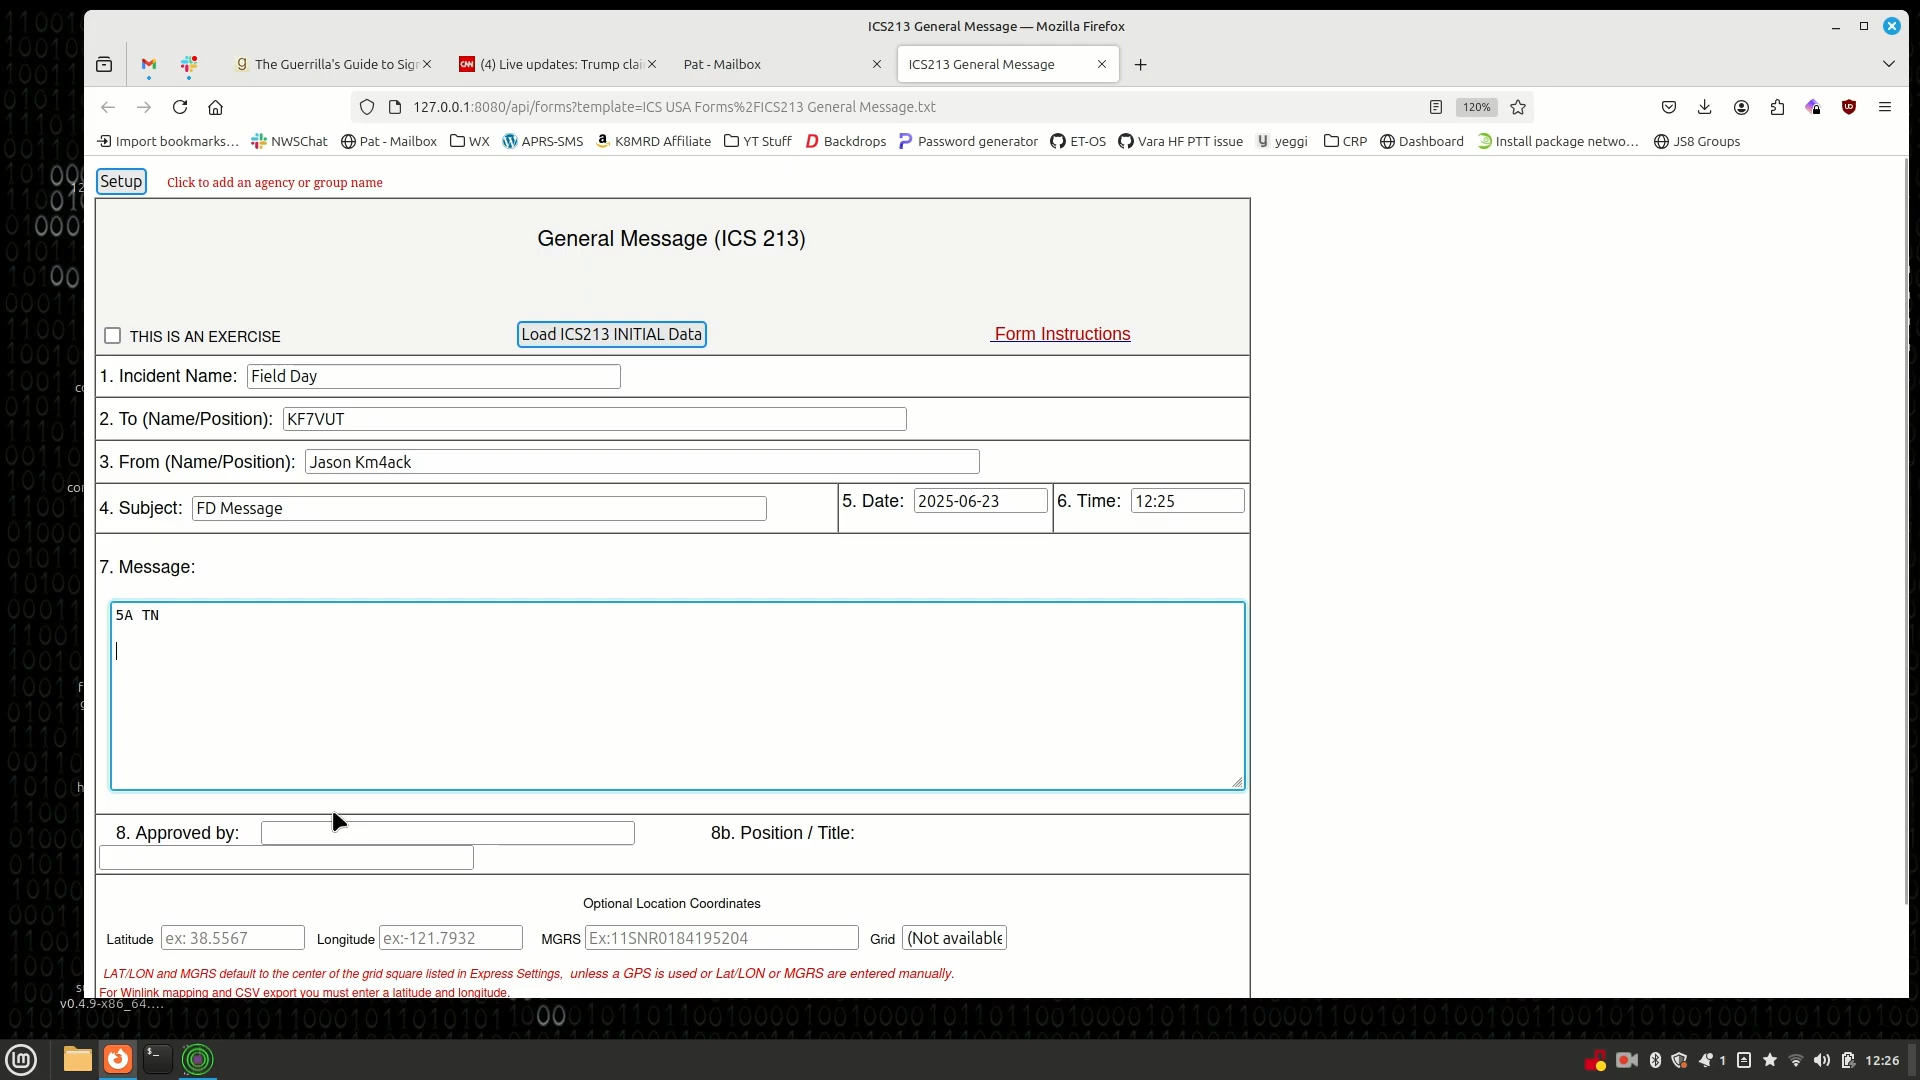 ICS213 General Message — Mozilla Firefox
The Guerrilla's Guide to Sig
(4) Live updates: Trump clai
Pat - Mailbox
ICS213 General Message
127.0.0.1:8080/api/forms?template=ICS USA Forms%2FICS213 General Message.txt
120%
Import bookmarks… NWSChat Pat - Mailbox WX APRS-SMS K8MRD Affiliate YT Stuff Backdrops Password generator ET-OS Vara HF PTT issue yeggi CRP Dashboard Install package netwo… JS8 Groups
Setup Click to add an agency or group name
General Message (ICS 213)
THIS IS AN EXERCISE Load ICS213 INITIAL Data Form Instructions
1. Incident Name: Field Day
2. To (Name/Position): KF7VUT
3. From (Name/Position): Jason Km4ack
4. Subject: FD Message 5. Date: 2025-06-23 6. Time: 12:25
7. Message:
5A TN
8. Approved by: 8b. Position / Title:
Optional Location Coordinates
Latitude ex: 38.5567 Longitude ex:-121.7932 MGRS Ex:11SNR0184195204 Grid (Not available
LAT/LON and MGRS default to the center of the grid square listed in Express Settings, unless a GPS is used or Lat/LON or MGRS are entered manually.
For Winlink mapping and CSV export you must enter a latitude and longitude.
v0.4.9-x86_64....
1 12:26